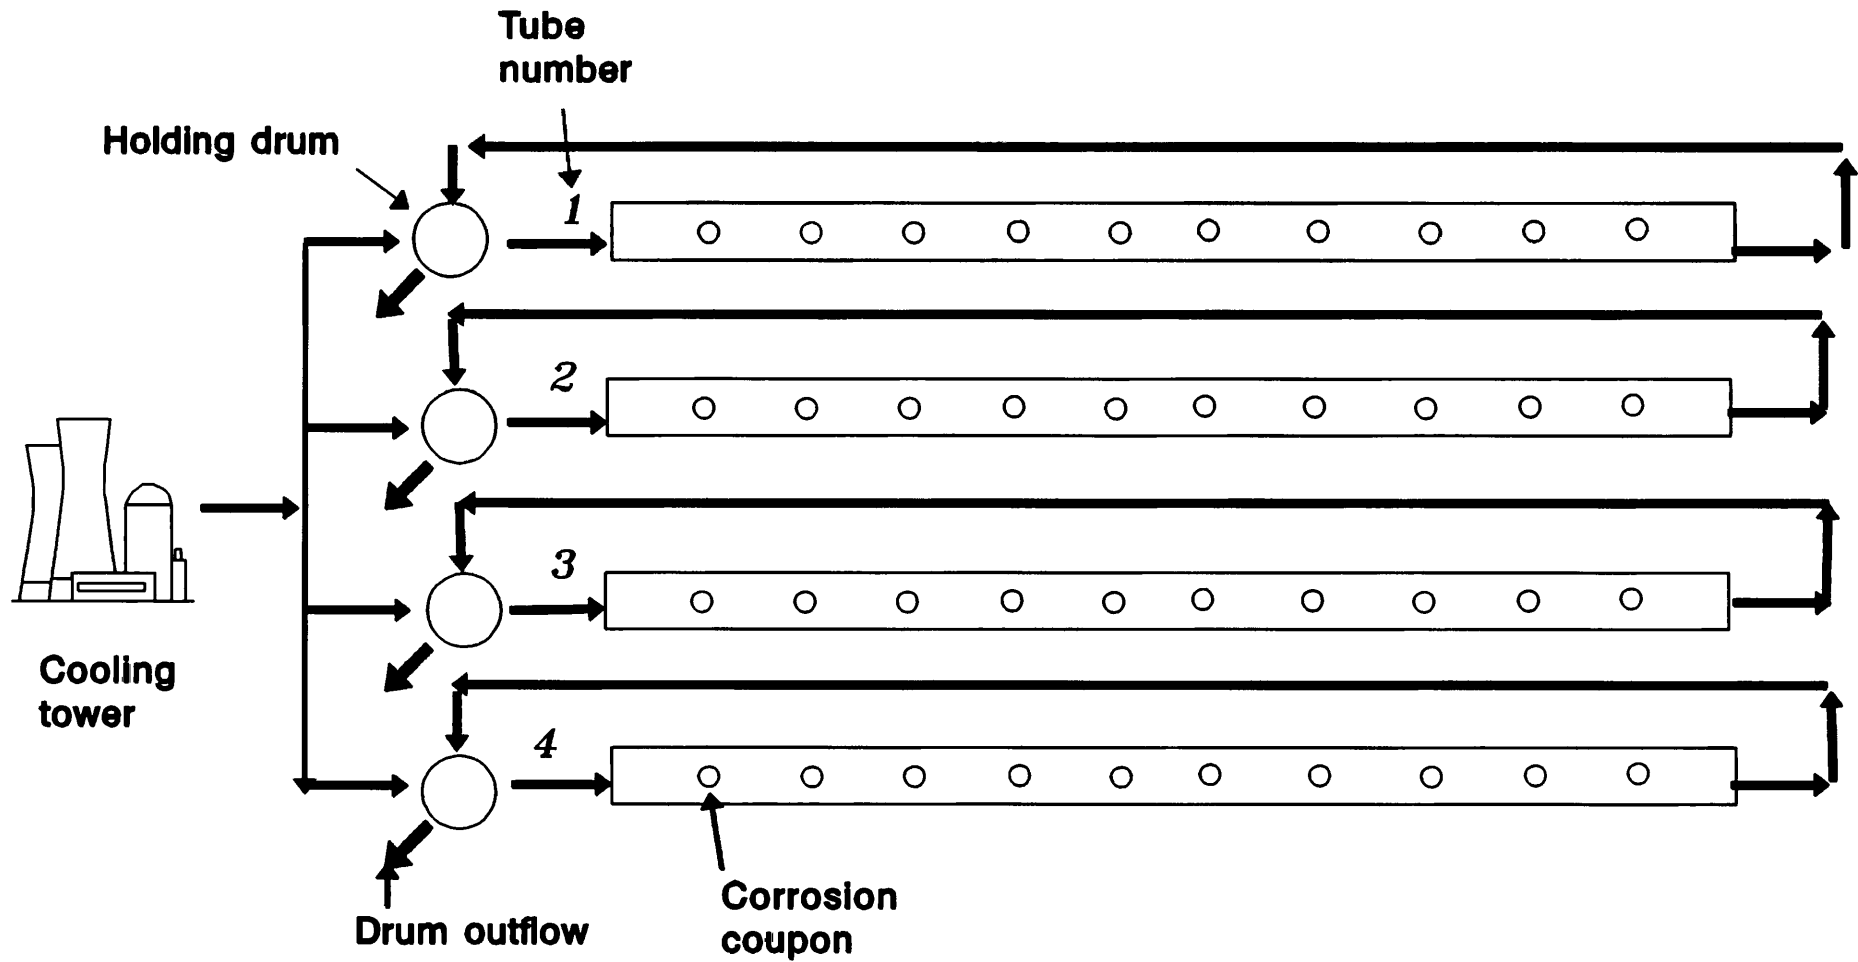 Tube
number
Holding drum
1
2
3
Cooling
tower
4
Corrosion
coupon
Drum outflow